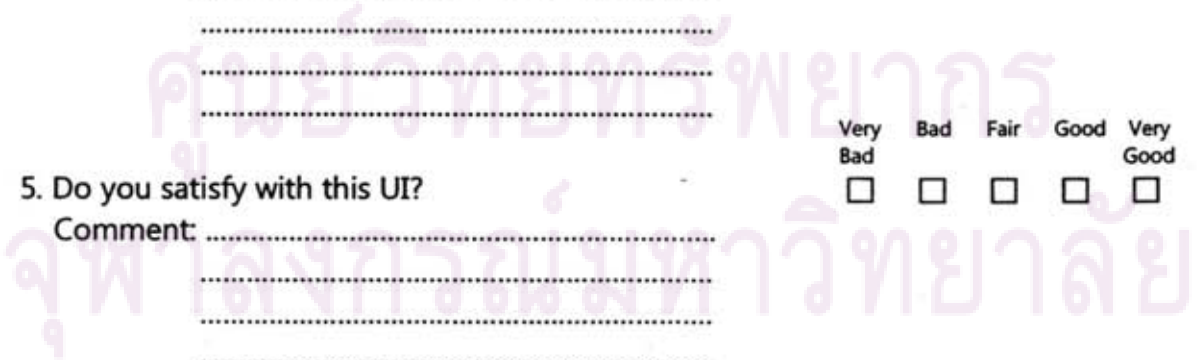 ศูนย์วิทยทรัพยากร
Very Bad Fair Good Very
Bad Good
5. Do you satisfy with this UI?
Comment: ..................................................
จุฬาลงกรณ์มหาวิทยาลัย